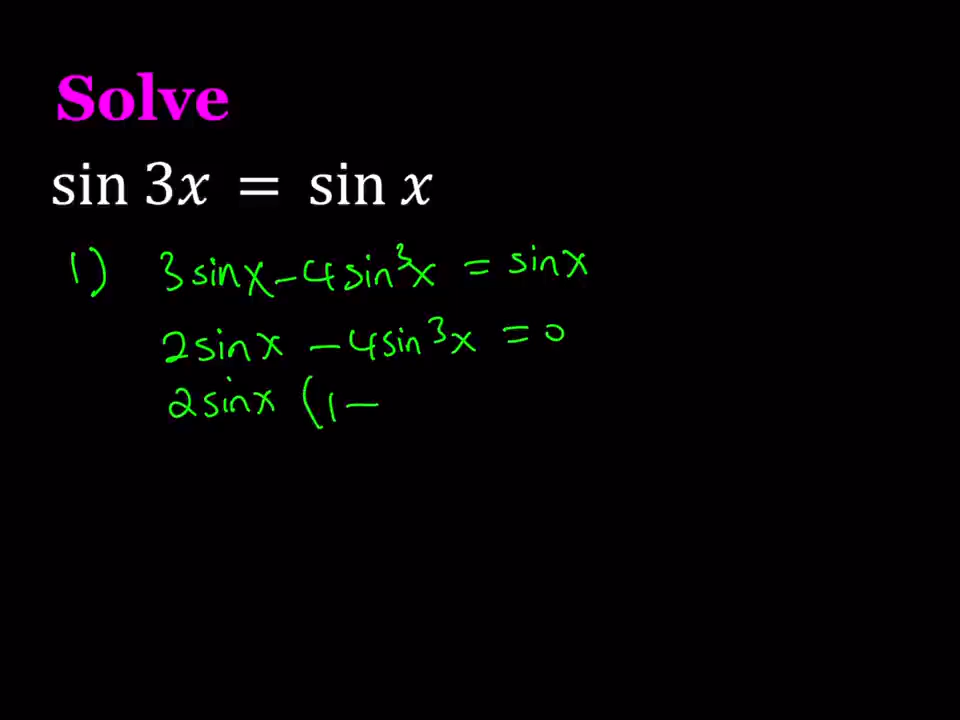 Solve
sin 3x = sin x
1) 3sinx - 4sin³x = sinx
2sinx - 4sin³x = 0
2sinx (1 -